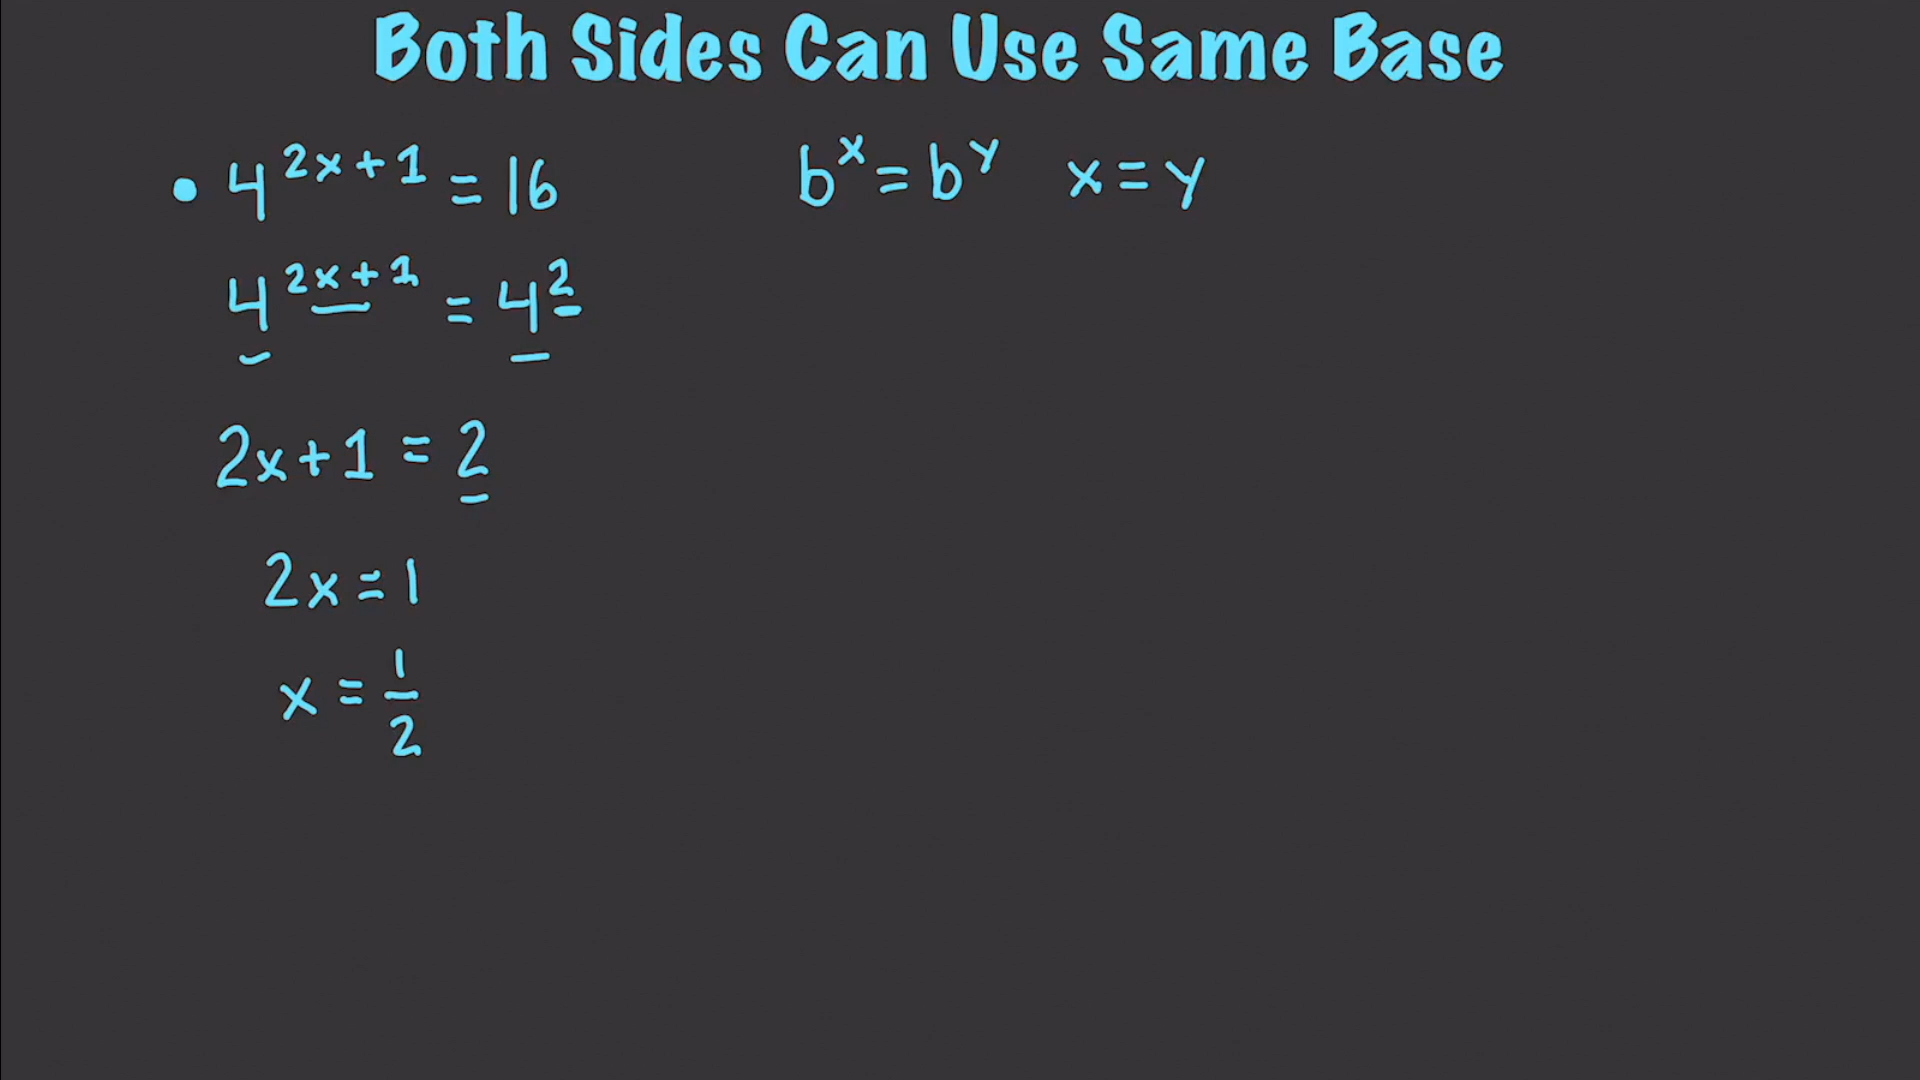 Both Sides Can Use Same Base
• 4^{2x+1} = 16
b^x = b^y x = y
4^{2x+1} = 4^2
2x+1 = 2
2x = 1
x = 1/2